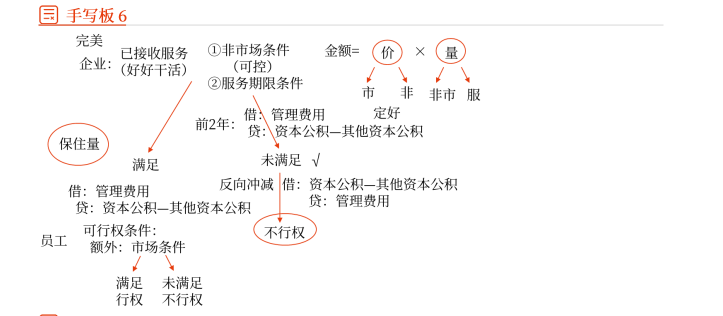 手写板 6
完美
企业：
已接收服务
（好好干活）
①非市场条件
（可控）
②服务期限条件
金额= 价 × 量
市 非 非市 服
定好
前2年：
借：管理费用
贷：资本公积—其他资本公积
保住量
满足
未满足 √
借：管理费用
贷：资本公积—其他资本公积
反向冲减
借：资本公积—其他资本公积
贷：管理费用
不行权
员工
可行权条件：
额外：市场条件
满足 未满足
行权 不行权